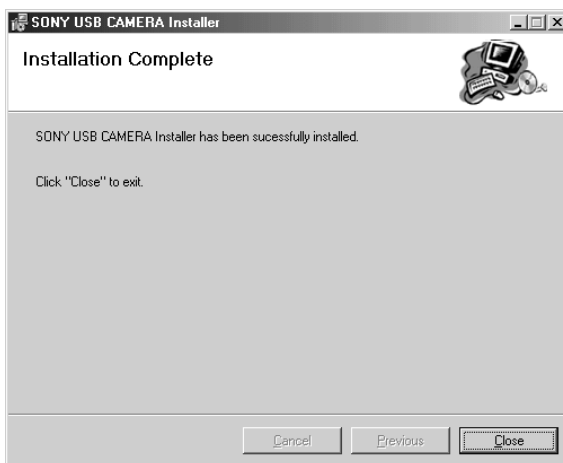 SONY USB CAMERA Installer
Installation Complete
SONY USB CAMERA Installer has been sucessfully installed.
Click "Close" to exit.
Cancel
Previous
Close